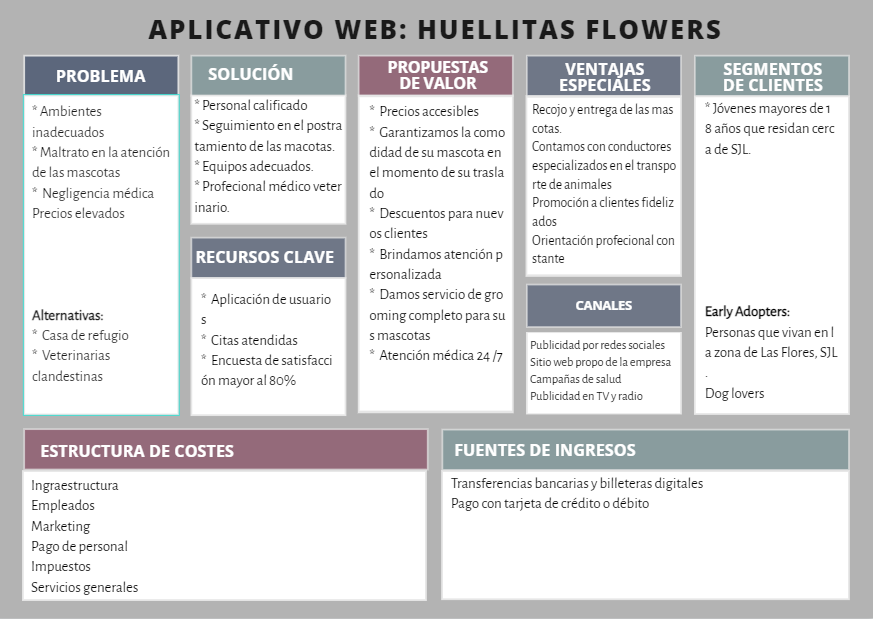 APLICATIVO WEB: HUELLITAS FLOWERS
PROBLEMA
* Ambientes
inadecuados
* Maltrato en la atención
de las mascotas
* Negligencia médica
Precios elevados
Alternativas:
* Casa de refugio
* Veterinarias
clandestinas
SOLUCIÓN
* Personal calificado
* Seguimiento en el postra
tamiento de las macotas.
* Equipos adecuados.
* Profecional médico veter
inario.
RECURSOS CLAVE
* Aplicación de usuario
s
* Citas atendidas
* Encuesta de satisfacci
ón mayor al 80%
PROPUESTAS
DE VALOR
* Precios accesibles
* Garantizamos la como
didad de su mascota en
el momento de su trasla
do
* Descuentos para nuev
os clientes
* Brindamos atención p
ersonalizada
* Damos servicio de gro
oming completo para su
s mascotas
* Atención médica 24 /7
VENTAJAS
ESPECIALES
Recojo y entrega de las mas
cotas.
Contamos con conductores
especializados en el transpo
rte de animales
Promoción a clientes fideliz
ados
Orientación profecional con
stante
CANALES
Publicidad por redes sociales
Sitio web propo de la empresa
Campañas de salud
Publicidad en TV y radio
SEGMENTOS
DE CLIENTES
* Jóvenes mayores de 1
8 años que residan cerc
a de SJL.
Early Adopters:
Personas que vivan en l
a zona de Las Flores, SJL
.
Dog lovers
ESTRUCTURA DE COSTES
Ingraestructura
Empleados
Marketing
Pago de personal
Impuestos
Servicios generales
FUENTES DE INGRESOS
Transferencias bancarias y billeteras digitales
Pago con tarjeta de crédito o débito